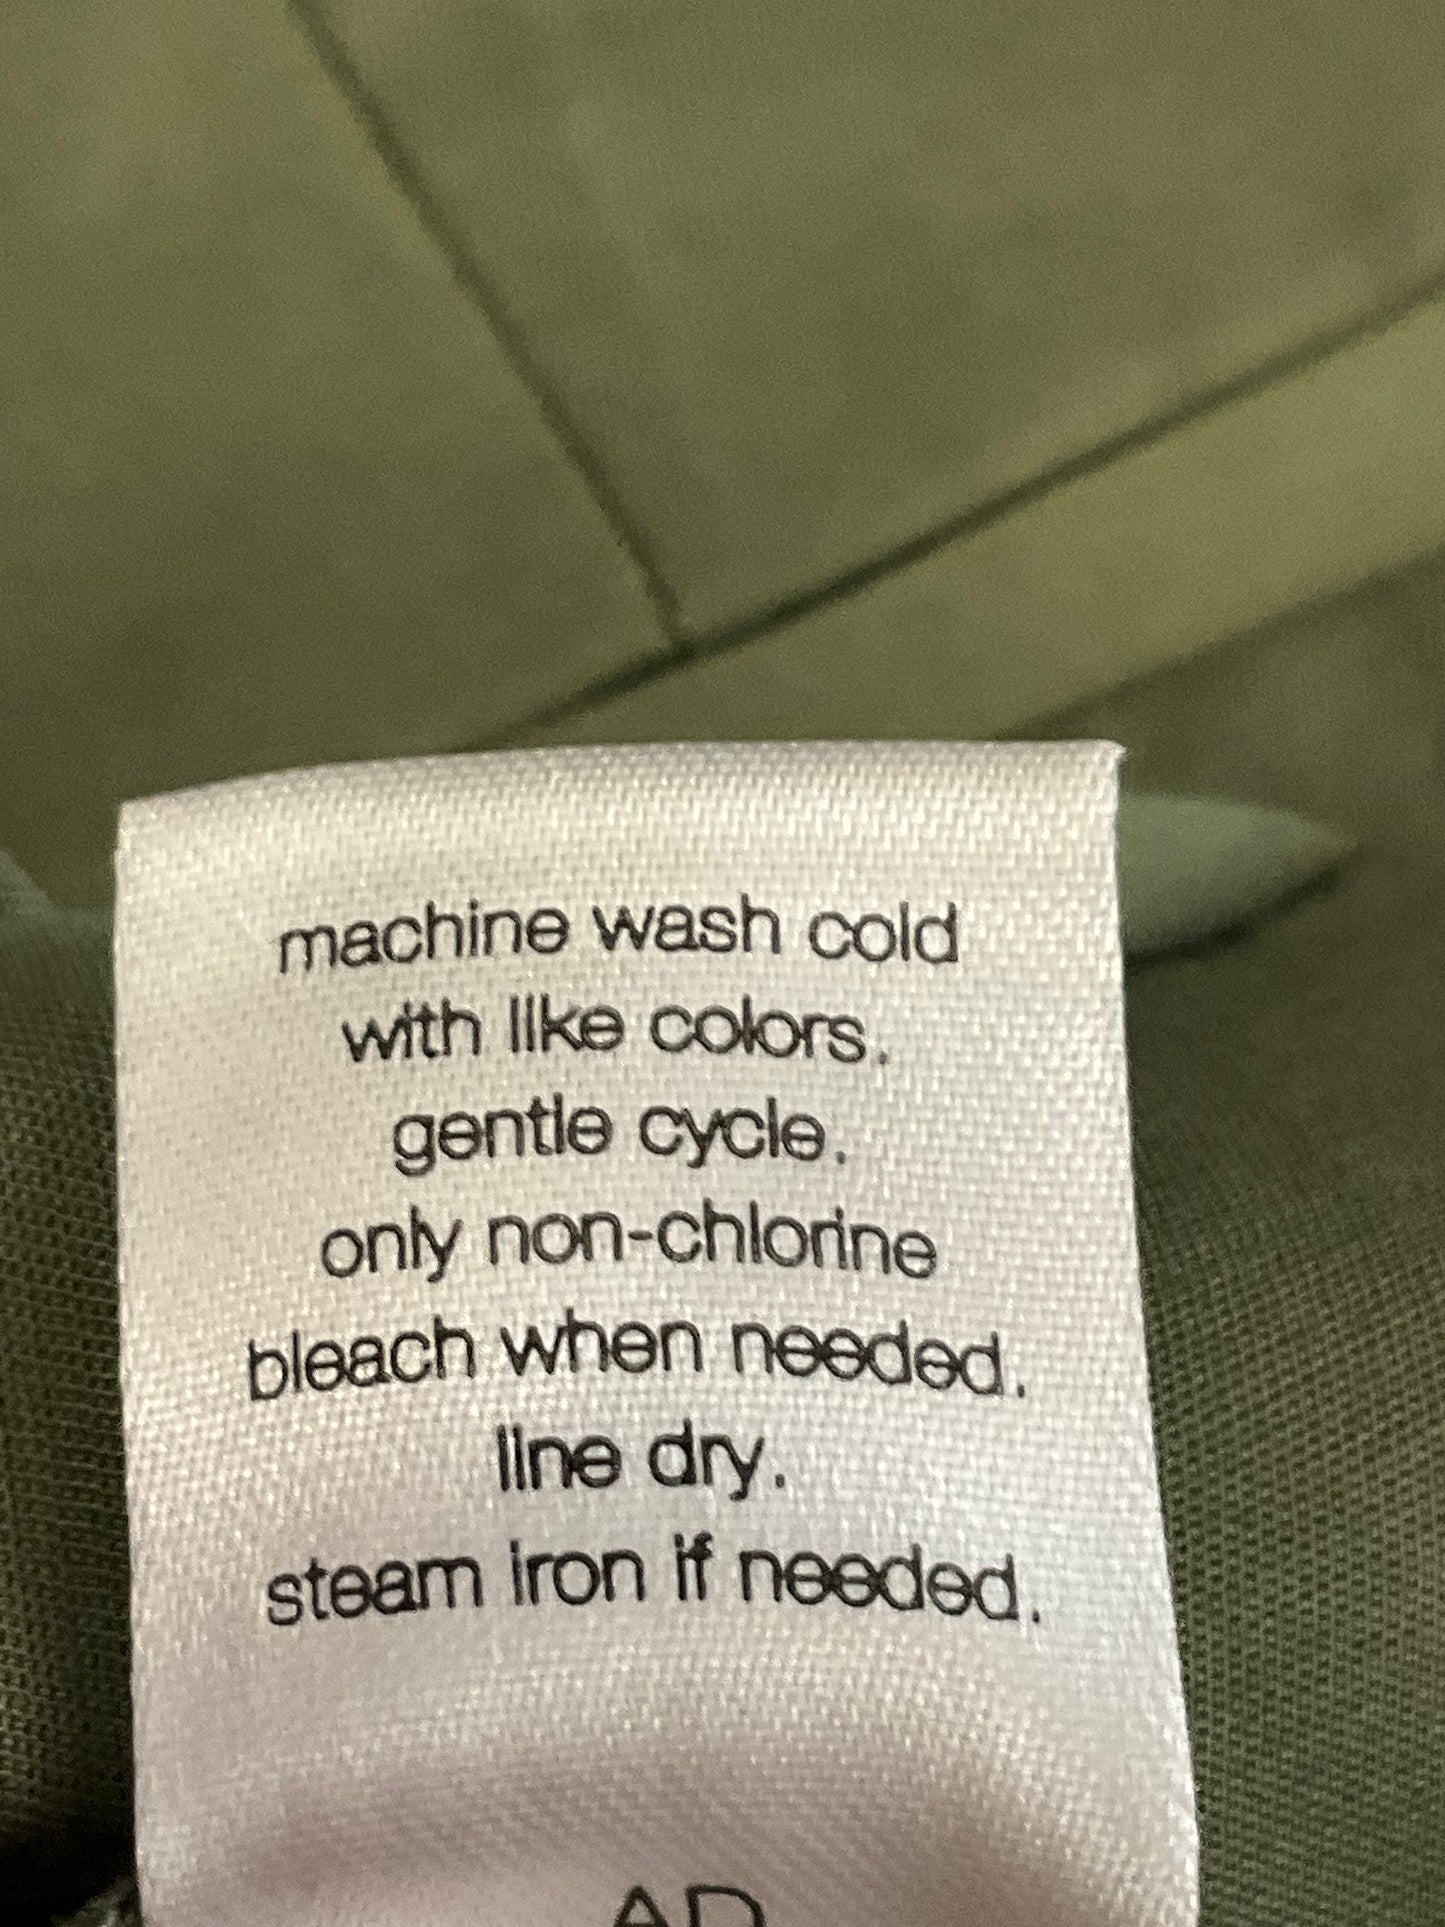 machine wash cold
with like colors.
gentle cycle.
only non-chlorine
bleach when needed.
line dry.
steam iron if needed.
AD